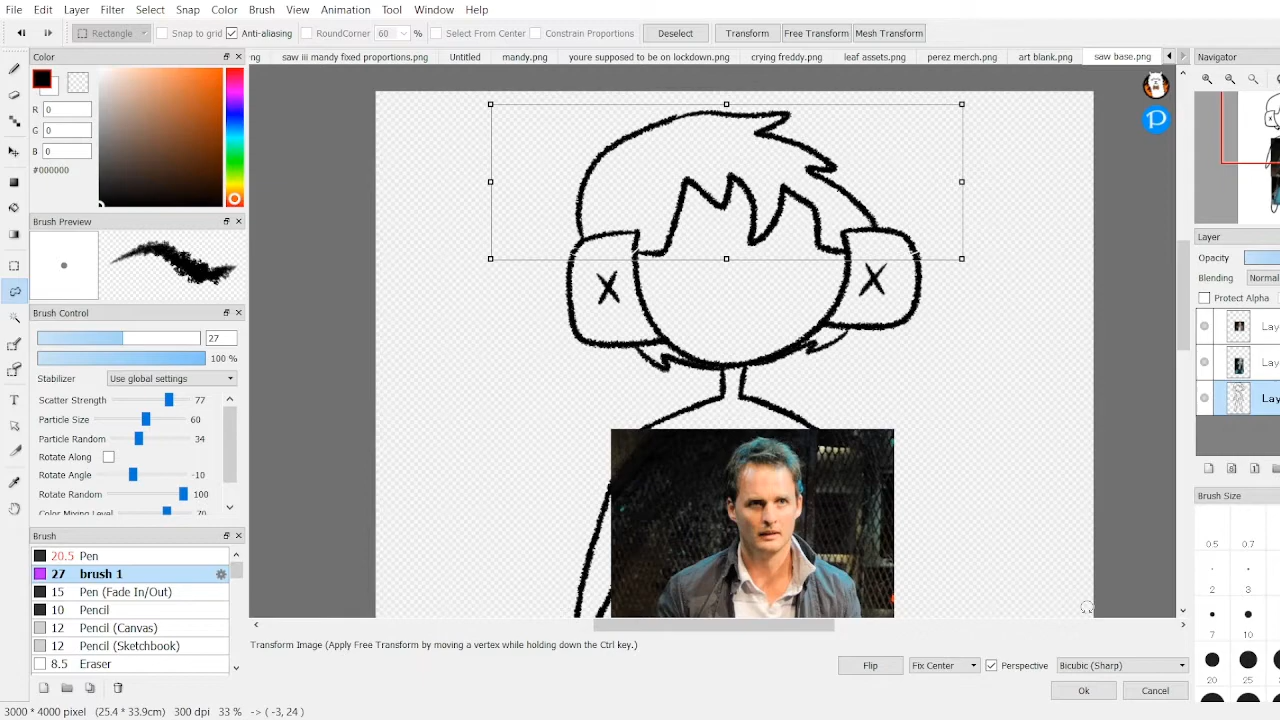 File Edit Layer Filter Select Snap Color Brush View Animation Tool Window Help
Rectangle Snap to grid Anti-aliasing RoundCorner 60 % Select From Center Constrain Proportions Deselect Transform Free Transform Mesh Transform
Color ng saw iii mandy fixed proportions.png Untitled mandy.png youre supposed to be on lockdown.png crying freddy.png leaf assets.png perez merch.png art blank.png saw base.png Navigator
R 0
G 0
B 0
#000000
Brush Preview
Layer
Opacity
Blending Normal
Protect Alpha
Brush Control
27
100 %
Stabilizer Use global settings
Scatter Strength 77
Particle Size 60
Particle Random 34
Rotate Along
Rotate Angle -10
Rotate Random 100
Color Mixing Level 70
Brush
20.5 Pen
27 brush 1
15 Pen (Fade In/Out)
10 Pencil
12 Pencil (Canvas)
12 Pencil (Sketchbook)
8.5 Eraser
X X
P
Lay
Lay
Lay
Brush Size
0.5 0.7
2 3
7 10
20 25
Transform Image (Apply Free Transform by moving a vertex while holding down the Ctrl key.)
Flip Fix Center Perspective Bicubic (Sharp)
Ok Cancel
3000 * 4000 pixel (25.4 * 33.9cm) 300 dpi 33 % -> ( -3, 24 )